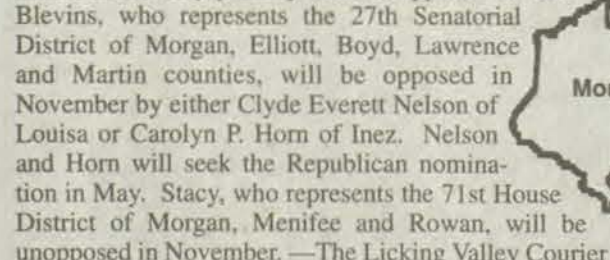 Blevins, who represents the 27th Senatorial
District of Morgan, Elliott, Boyd, Lawrence
and Martin counties, will be opposed in
November by either Clyde Everett Nelson of
Louisa or Carolyn P. Horn of Inez. Nelson
and Horn will seek the Republican nomina-
tion in May. Stacy, who represents the 71st House
District of Morgan, Menifee and Rowan, will be
unopposed in November. —The Licking Valley Courier
Mor